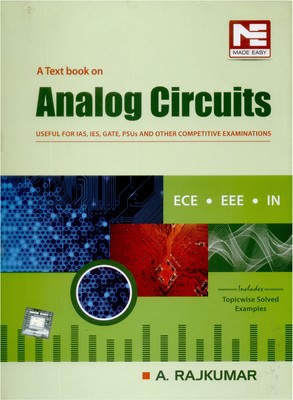 ME
MADE EASY
A Text book on
Analog Circuits
USEFUL FOR IAS, IES, GATE, PSUs AND OTHER COMPETITIVE EXAMINATIONS
ECE • EEE • IN
Includes
Topicwise Solved
Examples
A. RAJKUMAR